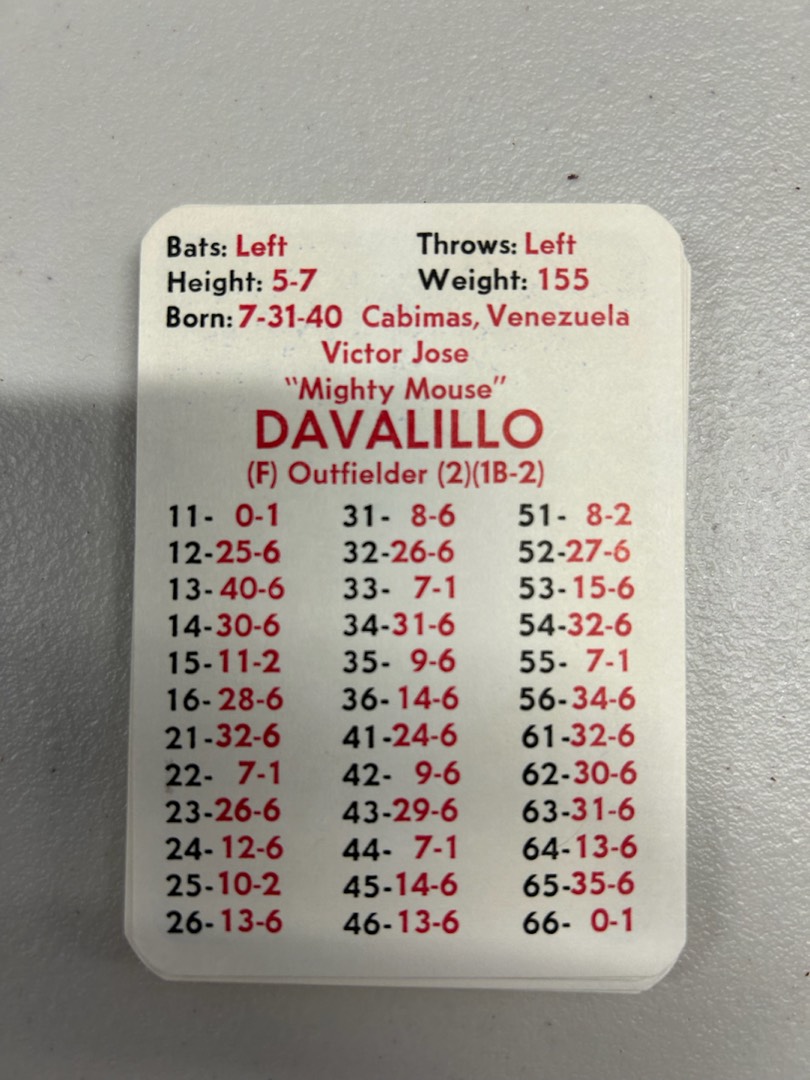 Bats: Left Throws: Left
Height: 5-7 Weight: 155
Born: 7-31-40 Cabimas, Venezuela
Victor Jose
"Mighty Mouse"
DAVALILLO
(F) Outfielder (2)(1B-2)
11- 0-1 31- 8-6 51- 8-2
12-25-6 32-26-6 52-27-6
13-40-6 33- 7-1 53-15-6
14-30-6 34-31-6 54-32-6
15-11-2 35- 9-6 55- 7-1
16-28-6 36-14-6 56-34-6
21-32-6 41-24-6 61-32-6
22- 7-1 42- 9-6 62-30-6
23-26-6 43-29-6 63-31-6
24-12-6 44- 7-1 64-13-6
25-10-2 45-14-6 65-35-6
26-13-6 46-13-6 66- 0-1